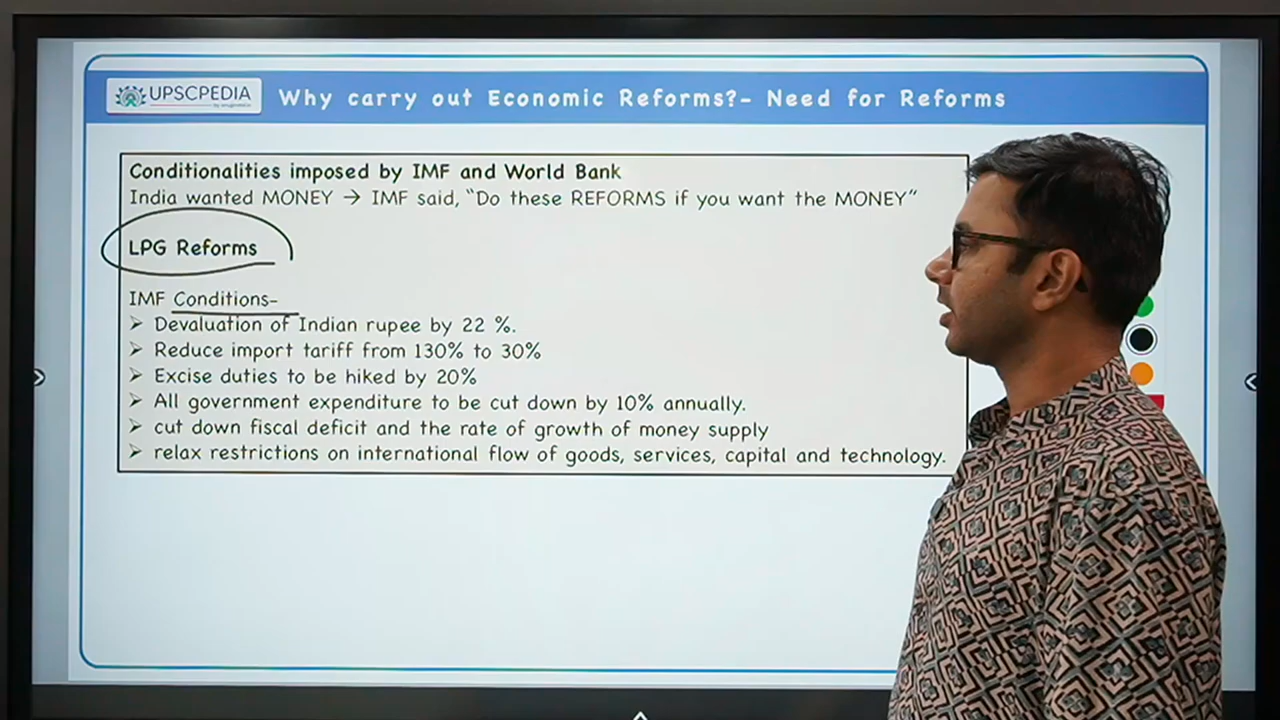 UPSCPEDIA
Why carry out Economic Reforms?- Need for Reforms
Conditionalities imposed by IMF and World Bank
India wanted MONEY → IMF said, “Do these REFORMS if you want the MONEY”
LPG Reforms
IMF Conditions-
➢ Devaluation of Indian rupee by 22 %.
➢ Reduce import tariff from 130% to 30%
➢ Excise duties to be hiked by 20%
➢ All government expenditure to be cut down by 10% annually.
➢ cut down fiscal deficit and the rate of growth of money supply
➢ relax restrictions on international flow of goods, services, capital and technology.